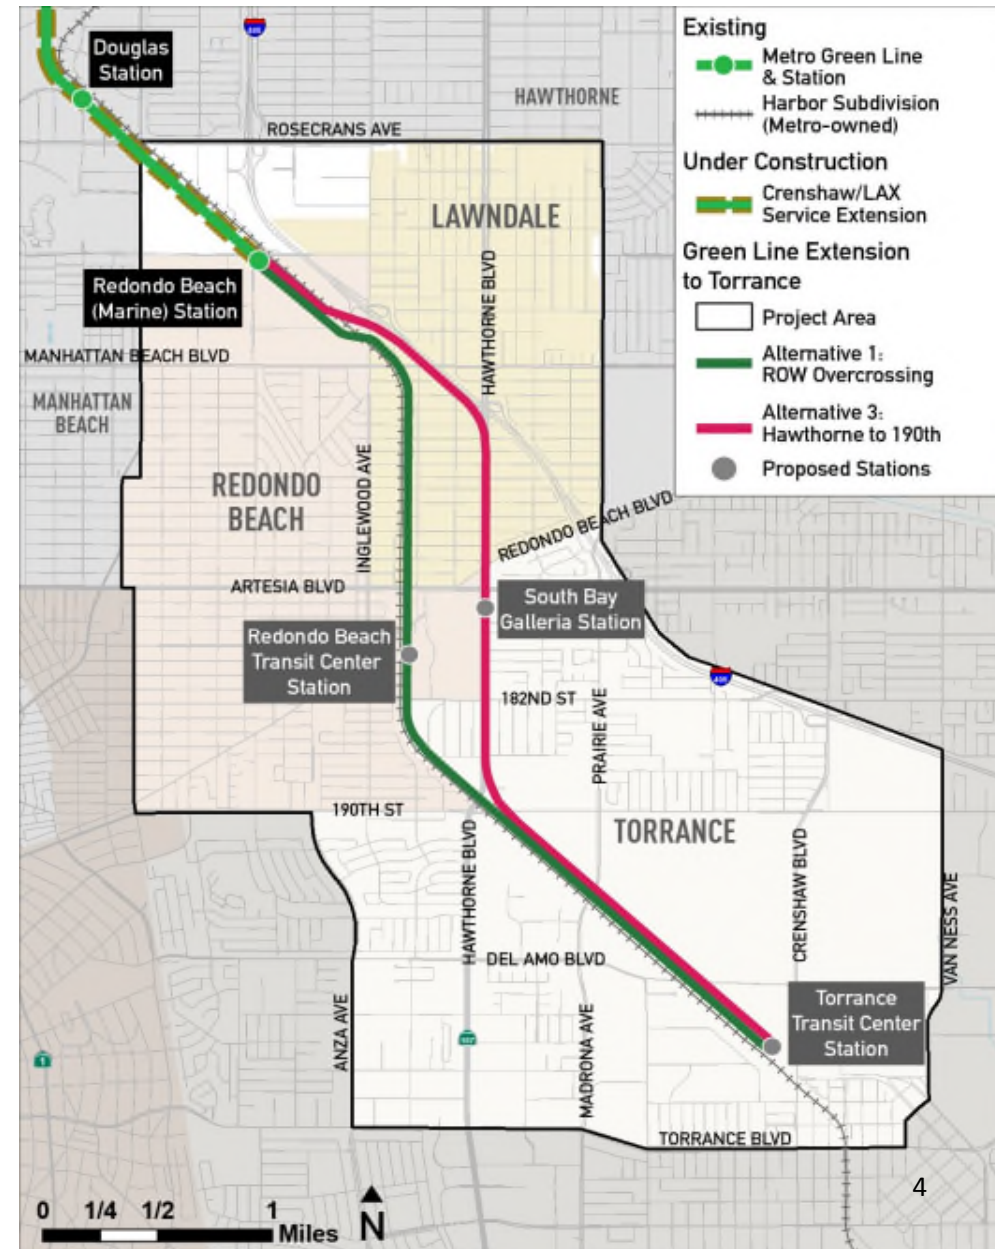 Douglas
Station
HAWTHORNE
ROSECRANS AVE
LAWNDALE
HAWTHORNE BLVD
Redondo Beach
(Marine) Station
MANHATTAN BEACH BLVD
MANHATTAN
BEACH
REDONDO
BEACH
INGLEWOOD AVE
REDONDO BEACH BLVD
ARTESIA BLVD
South Bay
Galleria Station
Redondo Beach
Transit Center
Station
182ND ST
PRAIRIE AVE
190TH ST
TORRANCE
HAWTHORNE BLVD
CRENSHAW BLVD
VAN NESS AVE
DEL AMO BLVD
ANZA AVE
MADRONA AVE
Torrance
Transit Center
Station
TORRANCE BLVD
405
405
107
1
Existing
Metro Green Line
& Station
Harbor Subdivision
(Metro-owned)
Under Construction
Crenshaw/LAX
Service Extension
Green Line Extension
to Torrance
Project Area
Alternative 1:
ROW Overcrossing
Alternative 3:
Hawthorne to 190th
Proposed Stations
0 1/4 1/2 1
Miles
N
4